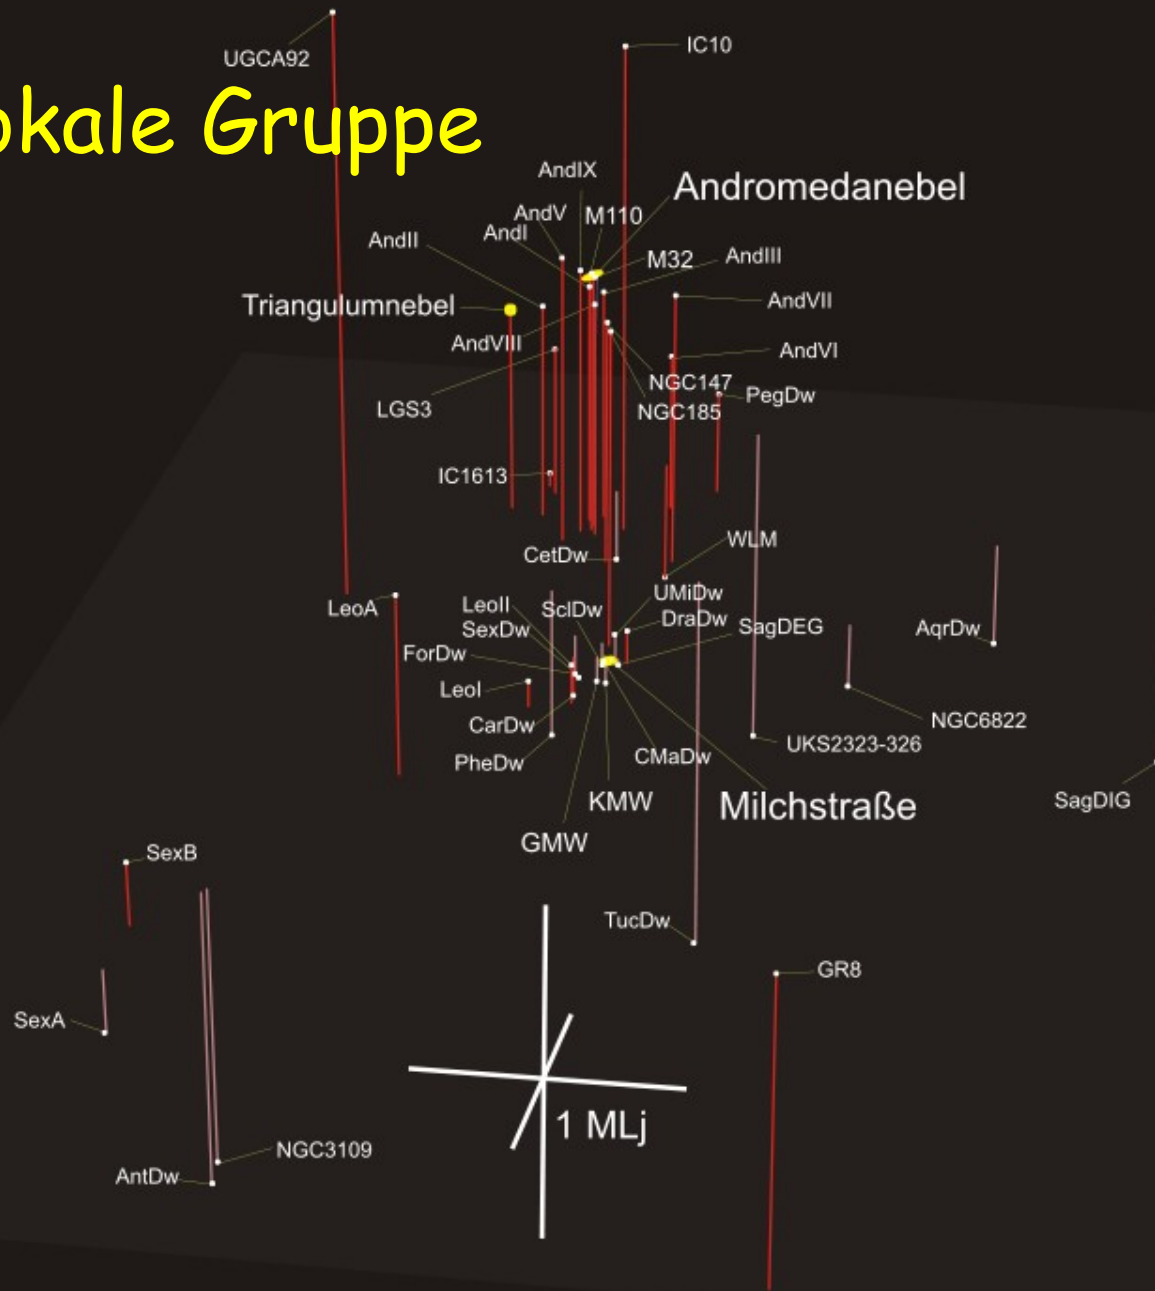 UGCA92
IC10
okale Gruppe
AndIX
Andromedanebel
AndV
M110
AndI
AndII
M32
AndIII
Triangulumnebel
AndVII
AndVIII
AndVI
NGC147
PegDw
LGS3
NGC185
IC1613
WLM
CetDw
UMiDw
LeoII
SclDw
LeoA
DraDw
SexDw
SagDEG
AqrDw
ForDw
LeoI
NGC6822
CarDw
UKS2323-326
PheDw
CMaDw
KMW
Milchstraße
SagDIG
GMW
SexB
TucDw
GR8
SexA
1 MLj
NGC3109
AntDw